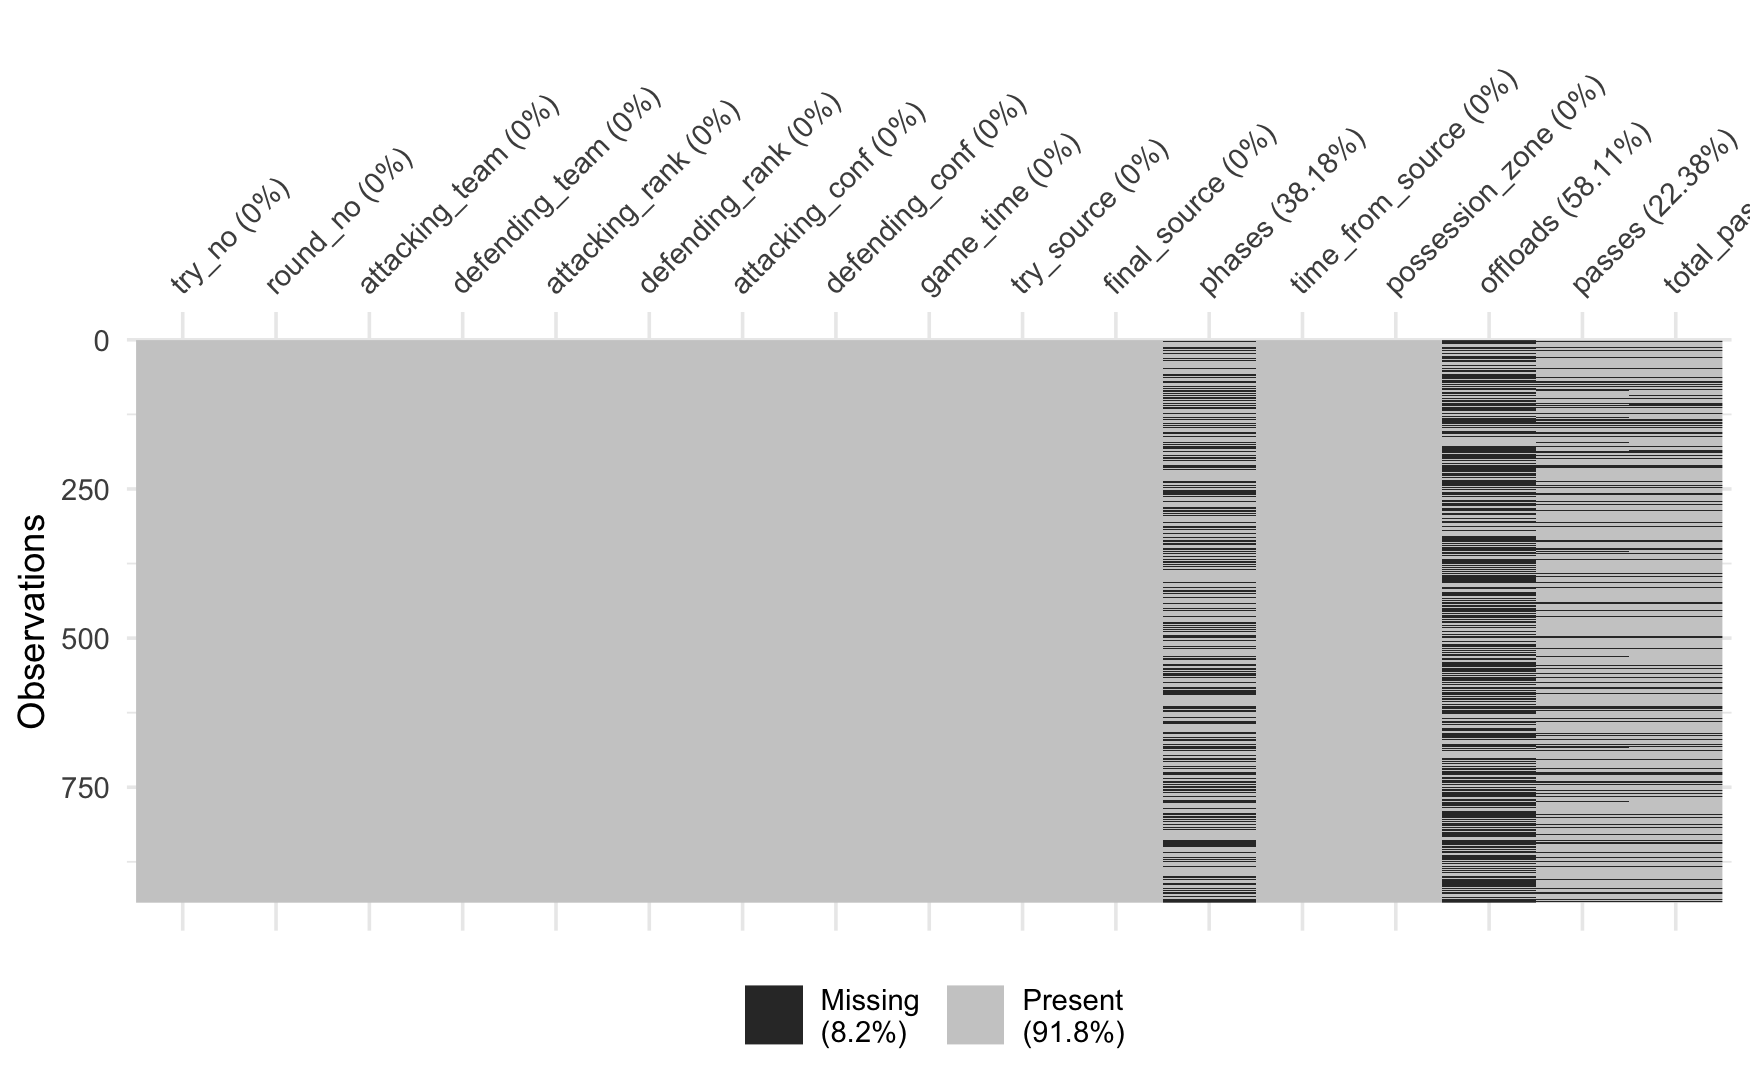 try_no (0%)
round_no (0%)
attacking_team (0%)
defending_team (0%)
attacking_rank (0%)
defending_rank (0%)
attacking_conf (0%)
defending_conf (0%)
game_time (0%)
try_source (0%)
final_source (0%)
phases (38.18%)
time_from_source (0%)
possession_zone (0%)
offloads (58.11%)
passes (22.38%)
total_pas
0
250
500
750
Observations
Missing
(8.2%)
Present
(91.8%)